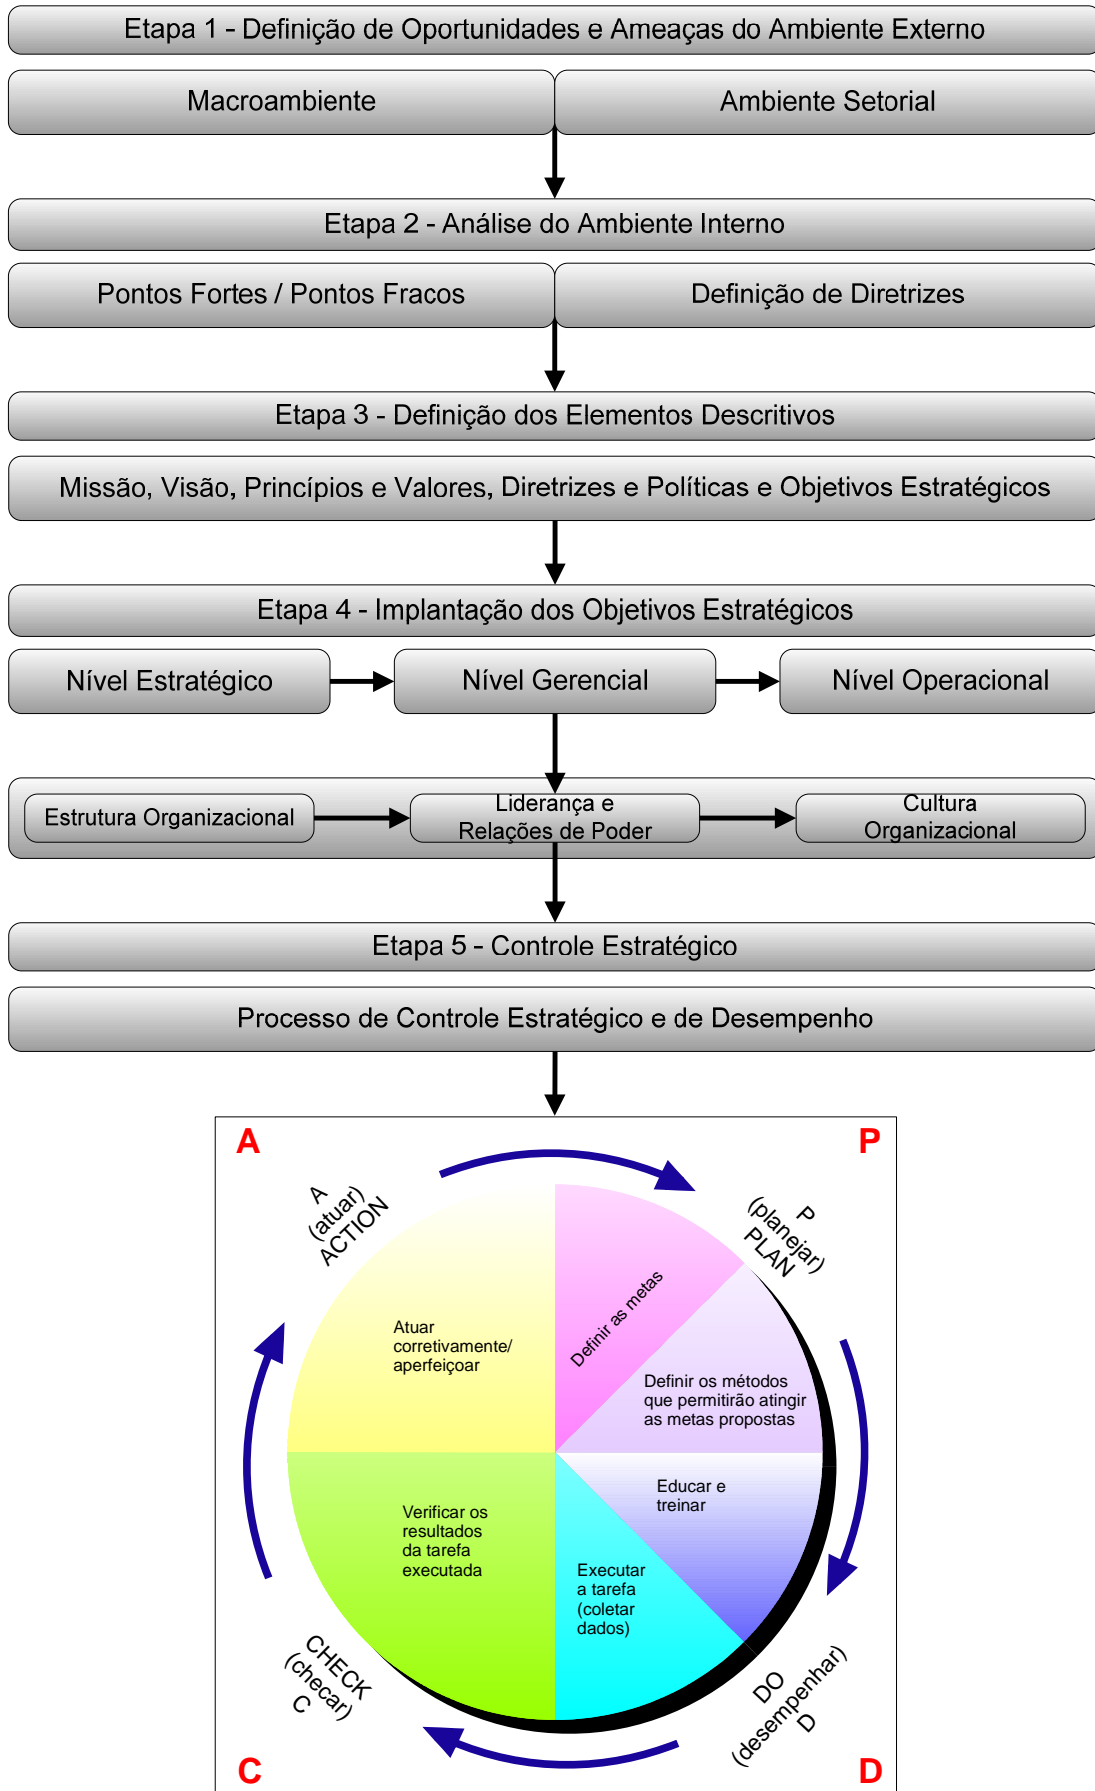 Etapa 1 - Definição de Oportunidades e Ameaças do Ambiente Externo
Macroambiente
Ambiente Setorial
Etapa 2 - Análise do Ambiente Interno
Pontos Fortes / Pontos Fracos
Definição de Diretrizes
Etapa 3 - Definição dos Elementos Descritivos
Missão, Visão, Princípios e Valores, Diretrizes e Políticas e Objetivos Estratégicos
Etapa 4 - Implantação dos Objetivos Estratégicos
Nível Estratégico
Nível Gerencial
Nível Operacional
Estrutura Organizacional
Liderança e
Relações de Poder
Cultura
Organizacional
Etapa 5 - Controle Estratégico
Processo de Controle Estratégico e de Desempenho
A
P
A
(atuar)
ACTION
P
(planejar)
PLAN
Definir as metas
Atuar
corretivamente/
aperfeiçoar
Definir os métodos
que permitirão atingir
as metas propostas
Educar e
treinar
Verificar os
resultados
da tarefa
executada
Executar
a tarefa
(coletar
dados)
CHECK
(checar)
C
DO
(desempenhar)
D
C
D